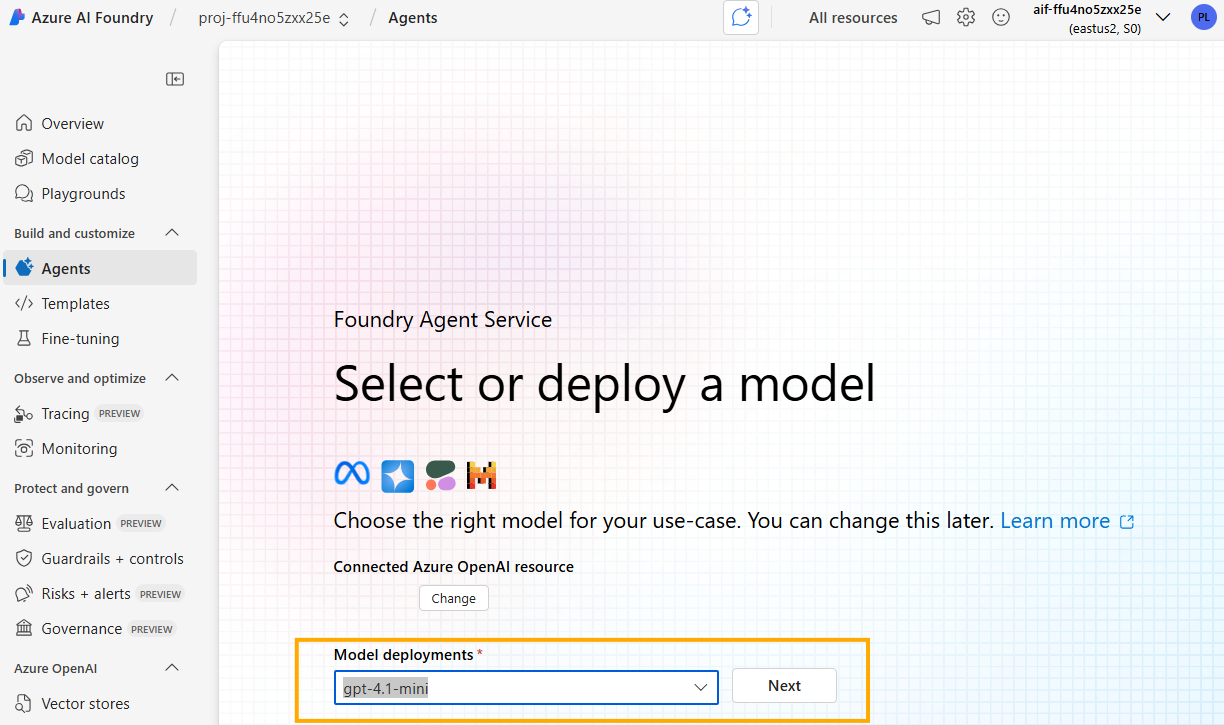 Azure AI Foundry / proj-ffu4no5zxx25e / Agents
All resources
aif-ffu4no5zxx25e
(eastus2, S0)
PL
Overview
Model catalog
Playgrounds
Build and customize
Agents
Templates
Fine-tuning
Observe and optimize
Tracing PREVIEW
Monitoring
Protect and govern
Evaluation PREVIEW
Guardrails + controls
Risks + alerts PREVIEW
Governance PREVIEW
Azure OpenAI
Vector stores
Foundry Agent Service
Select or deploy a model
Choose the right model for your use-case. You can change this later. Learn more
Connected Azure OpenAI resource
Change
Model deployments *
gpt-4.1-mini
Next